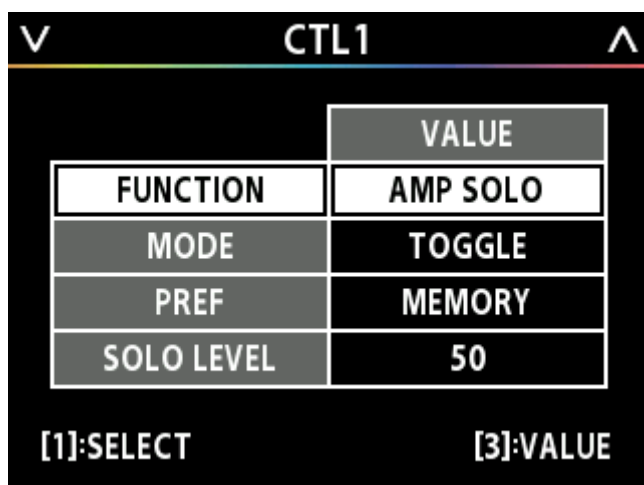 CTL1
VALUE
FUNCTION AMP SOLO
MODE TOGGLE
PREF MEMORY
SOLO LEVEL 50
[1]:SELECT [3]:VALUE